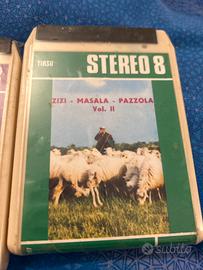 TIRSU STEREO 8
ZIZI - MASALA - PAZZOLA
Vol. II
subito